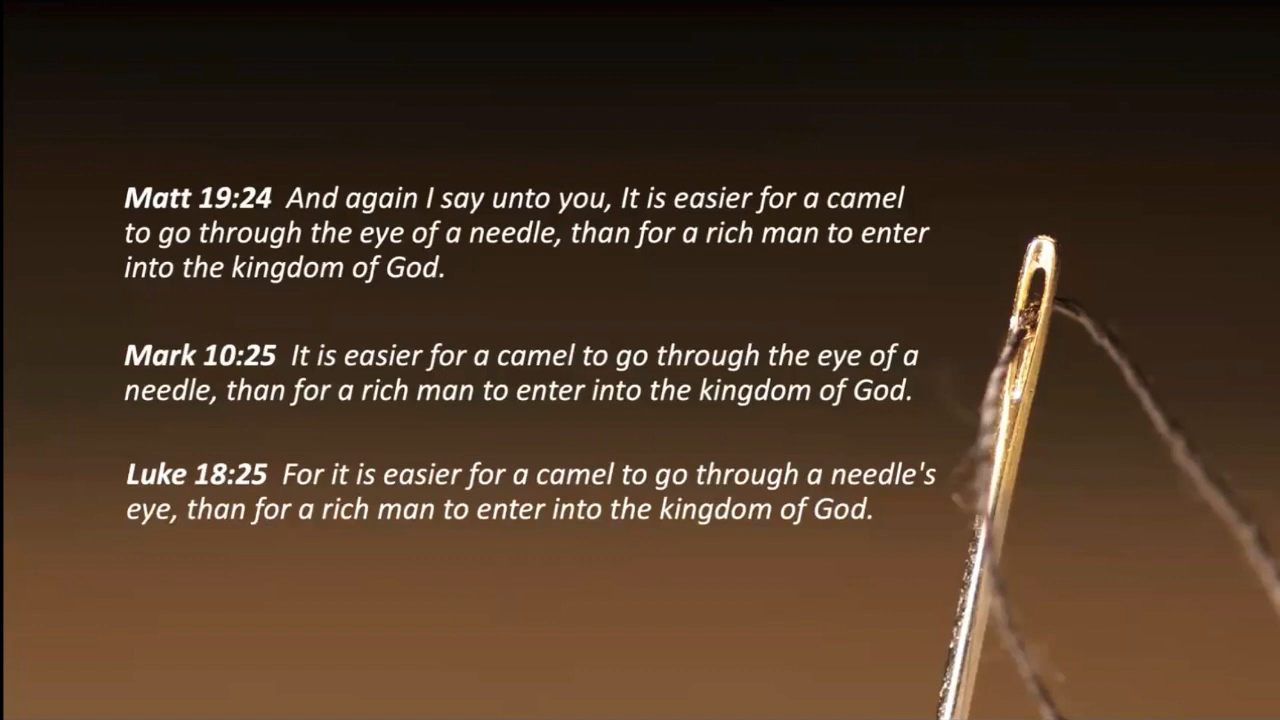 Matt 19:24 And again I say unto you, It is easier for a camel
to go through the eye of a needle, than for a rich man to enter
into the kingdom of God.
Mark 10:25 It is easier for a camel to go through the eye of a
needle, than for a rich man to enter into the kingdom of God.
Luke 18:25 For it is easier for a camel to go through a needle's
eye, than for a rich man to enter into the kingdom of God.